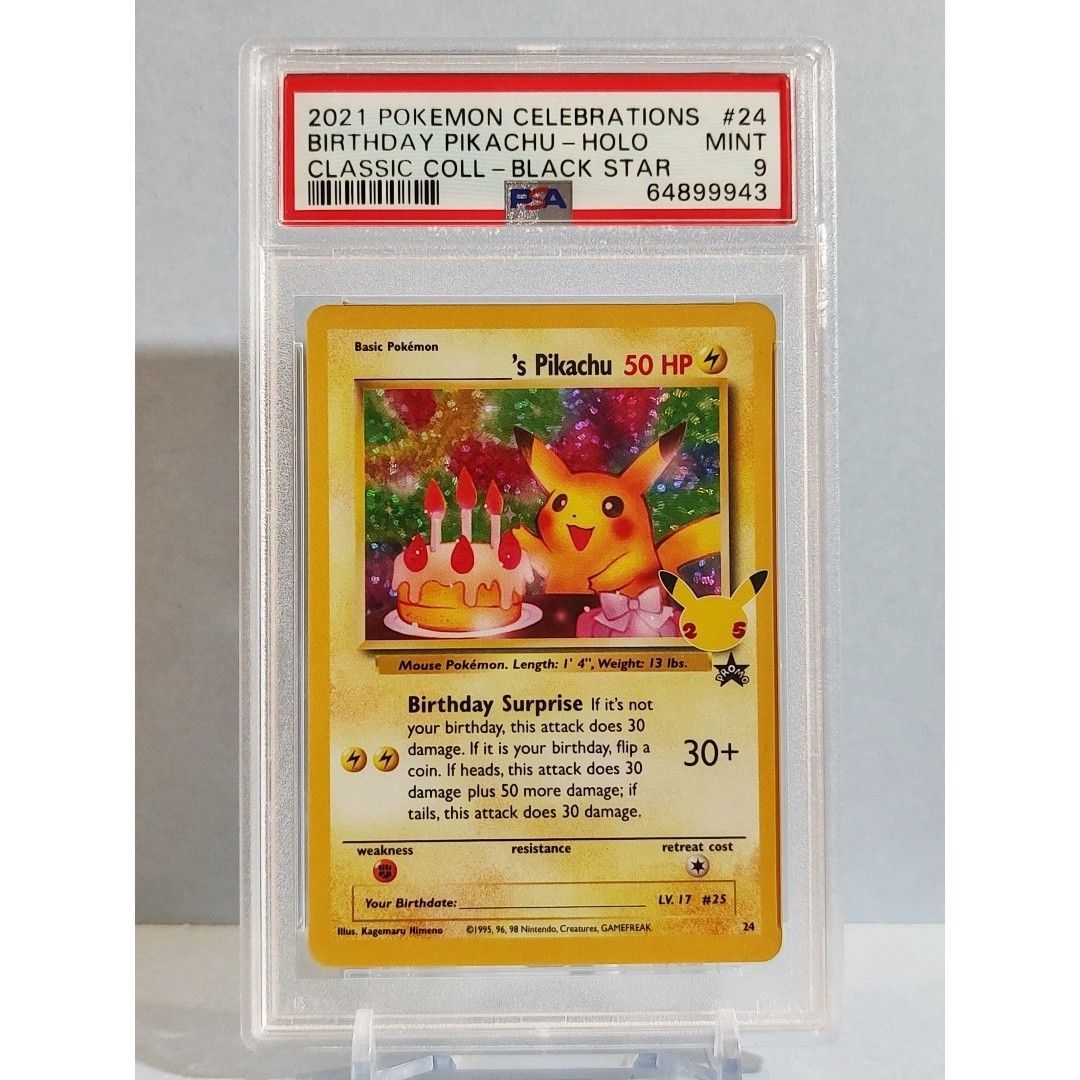 2021 POKEMON CELEBRATIONS #24
BIRTHDAY PIKACHU - HOLO MINT
CLASSIC COLL - BLACK STAR 9
PSA 64899943
Basic Pokémon
's Pikachu 50 HP
25
PROMO
Mouse Pokémon. Length: 1' 4", Weight: 13 lbs.
Birthday Surprise If it's not
your birthday, this attack does 30
damage. If it is your birthday, flip a
coin. If heads, this attack does 30
damage plus 50 more damage; if
tails, this attack does 30 damage.
30+
weakness resistance retreat cost
Your Birthdate: LV. 17 #25
Illus. Kagemaru Himeno ©1995, 96, 98 Nintendo, Creatures, GAMEFREAK. 24